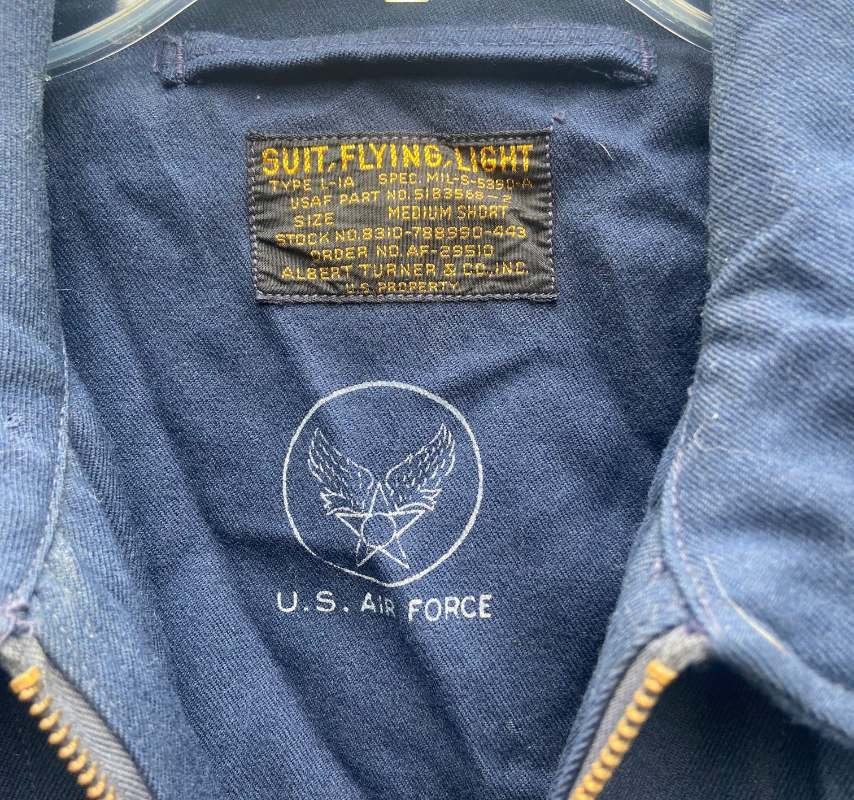 SUIT, FLYING, LIGHT
TYPE L-1A SPEC. MIL-S-5390-A
USAF PART NO. 51B3568-2
SIZE MEDIUM SHORT
STOCK NO. 8310-788550-443
ORDER NO. AF-29510
ALBERT TURNER & CO., INC.
U.S. PROPERTY
U.S. AIR FORCE